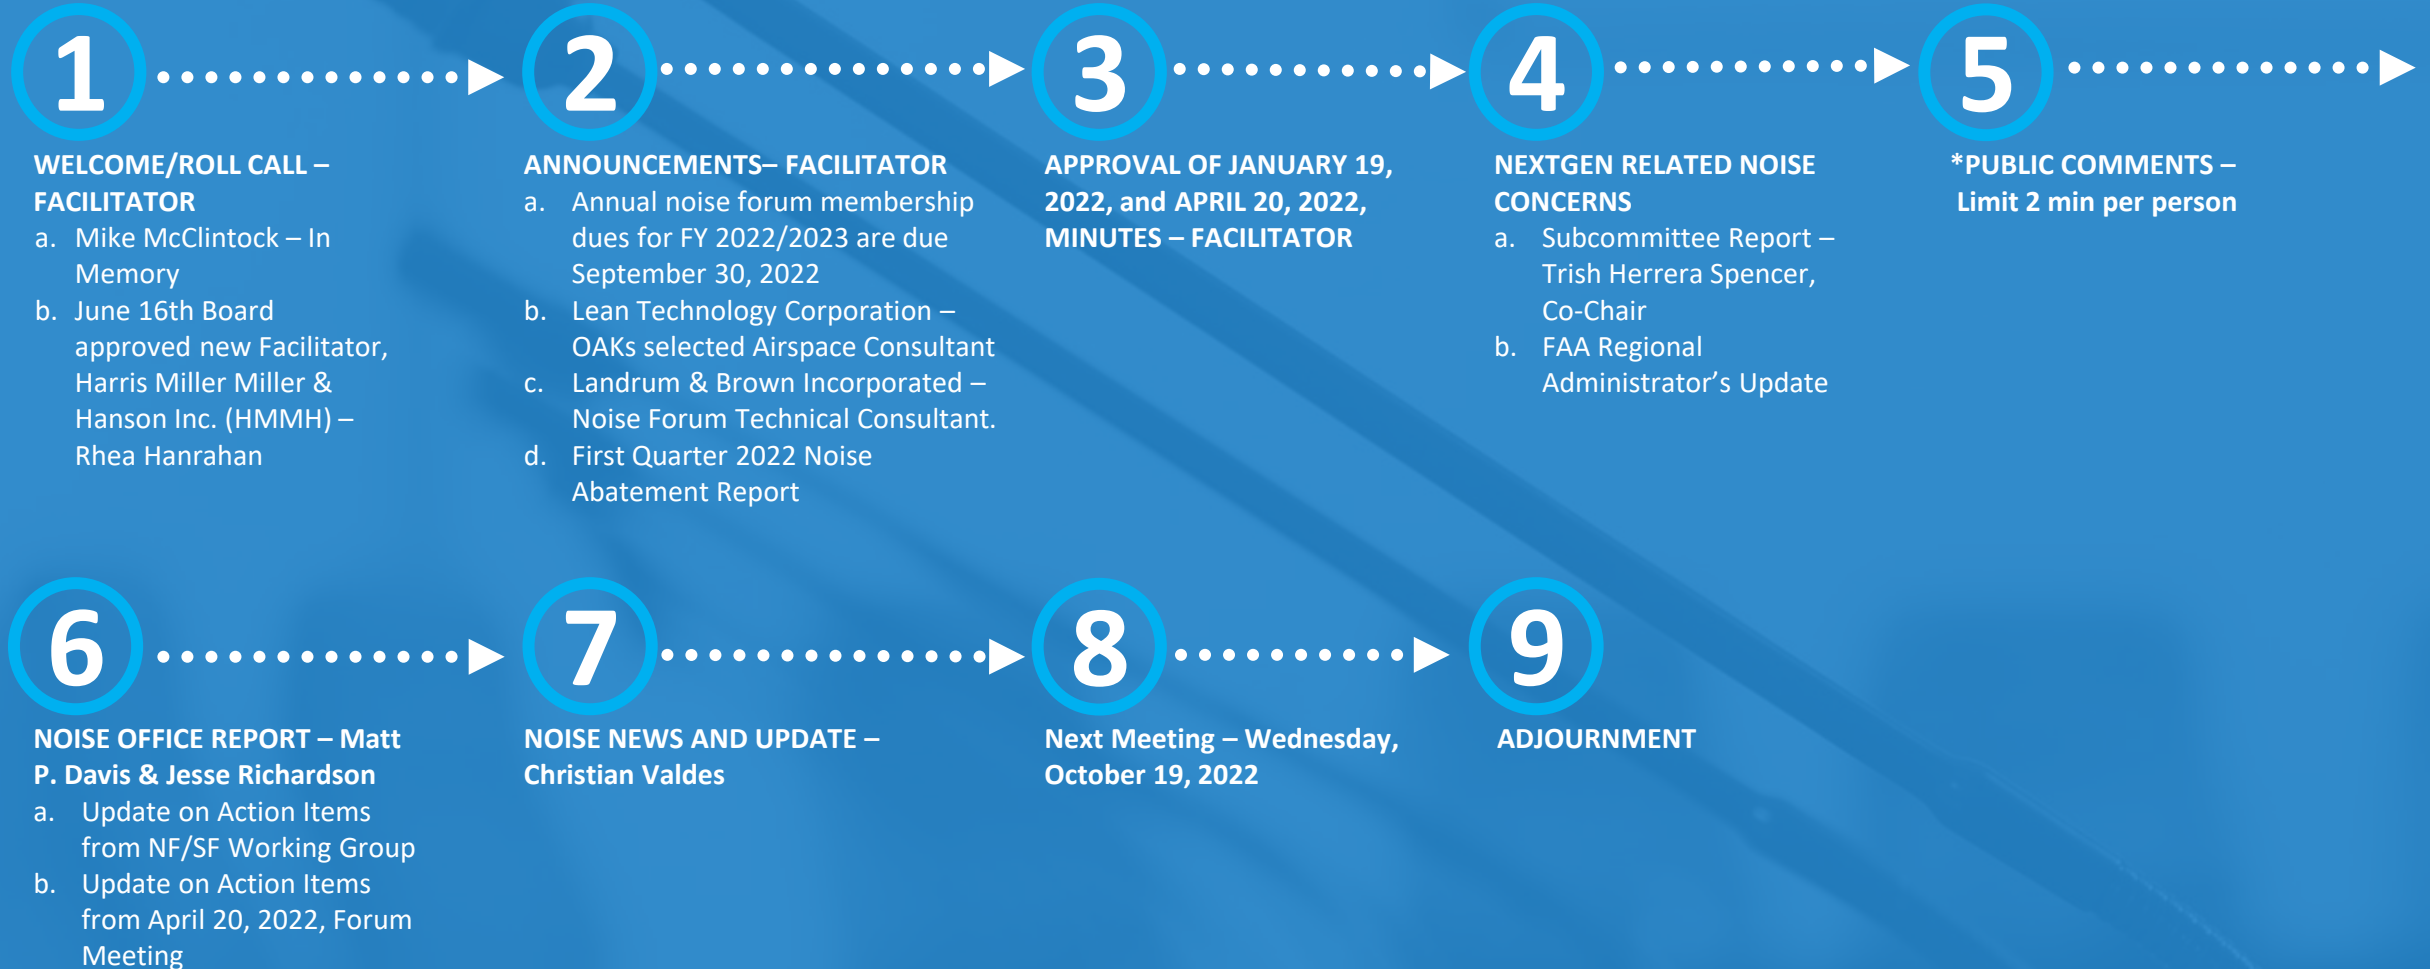 1
WELCOME/ROLL CALL –
FACILITATOR
a. Mike McClintock – In
Memory
b. June 16th Board
approved new Facilitator,
Harris Miller Miller &
Hanson Inc. (HMMH) –
Rhea Hanrahan
2
ANNOUNCEMENTS– FACILITATOR
a. Annual noise forum membership
dues for FY 2022/2023 are due
September 30, 2022
b. Lean Technology Corporation –
OAKs selected Airspace Consultant
c. Landrum & Brown Incorporated –
Noise Forum Technical Consultant.
d. First Quarter 2022 Noise
Abatement Report
3
APPROVAL OF JANUARY 19,
2022, and APRIL 20, 2022,
MINUTES – FACILITATOR
4
NEXTGEN RELATED NOISE
CONCERNS
a. Subcommittee Report –
Trish Herrera Spencer,
Co-Chair
b. FAA Regional
Administrator’s Update
5
*PUBLIC COMMENTS –
Limit 2 min per person
6
NOISE OFFICE REPORT – Matt
P. Davis & Jesse Richardson
a. Update on Action Items
from NF/SF Working Group
b. Update on Action Items
from April 20, 2022, Forum
Meeting
7
NOISE NEWS AND UPDATE –
Christian Valdes
8
Next Meeting – Wednesday,
October 19, 2022
9
ADJOURNMENT